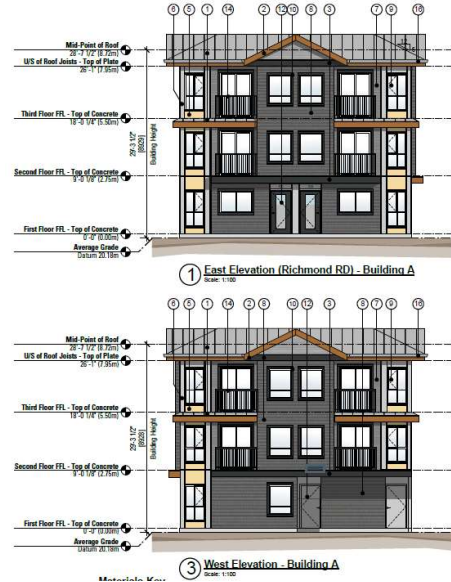 6 5 1 14 2 12 10 8 3 7 9 16
Mid-Point of Roof
28'-7 1/2" (8.72m)
U/S of Roof Joists - Top of Plate
26'-1" (7.95m)
Third Floor FFL - Top of Concrete
18'-0 1/4" (5.50m)
29'-3 1/2"
[8929]
Building Height
Second Floor FFL - Top of Concrete
9'-0 1/8" (2.75m)
First Floor FFL - Top of Concrete
0'-0" (0.00m)
Average Grade
Datum 20.18m
1 East Elevation (Richmond RD) - Building A
Scale: 1:100
6 5 1 14 2 8 10 12 3 7 9 16
Mid-Point of Roof
28'-7 1/2" (8.72m)
U/S of Roof Joists - Top of Plate
26'-1" (7.95m)
Third Floor FFL - Top of Concrete
18'-0 1/4" (5.50m)
29'-3 1/2"
Building Height
Second Floor FFL - Top of Concrete
9'-0 1/8" (2.75m)
First Floor FFL - Top of Concrete
0'-0" (0.00m)
Average Grade
Datum 20.18m
3 West Elevation - Building A
Scale: 1:100
Materials Key